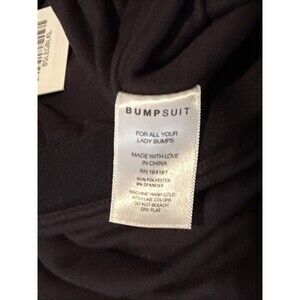 BUMPSUIT
FOR ALL YOUR
LADY BUMPS
MADE WITH LOVE
IN CHINA
RN 164167
92% POLYESTER
8% SPANDEX
MACHINE WASH COLD
WITH LIKE COLORS
DO NOT BLEACH
DRY FLAT